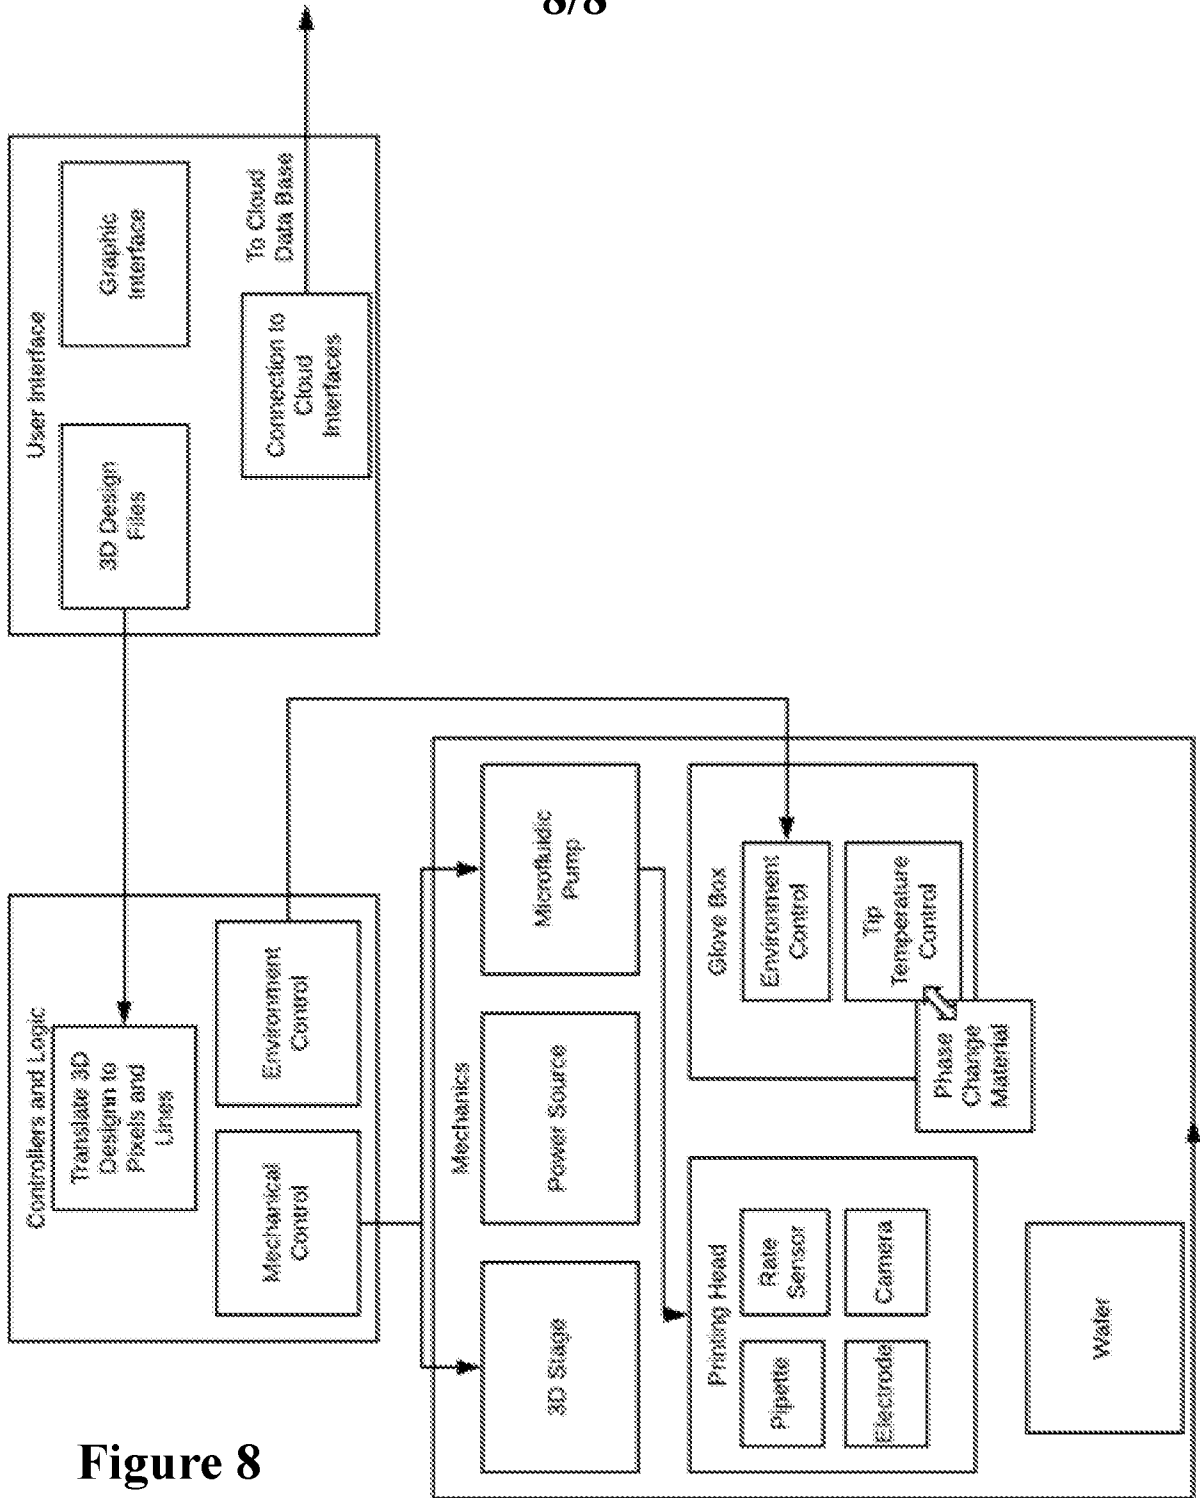 8/8
User Interface
3D Design
Files
Graphic
Interface
Connection to
Cloud
Interfaces
To Cloud
Data Base
Controllers and Logic
Translate 3D
Designn to
Pixels and
Lines
Mechanical
Control
Environment
Control
Mechanics
3D Stage
Power Source
Microfluidic
Pump
Printing Head
Pipette
Rate
Sensor
Electrode
Camera
Glove Box
Environment
Control
Tip
Temperature
Control
Phase
Change
Material
Wafer
Figure 8